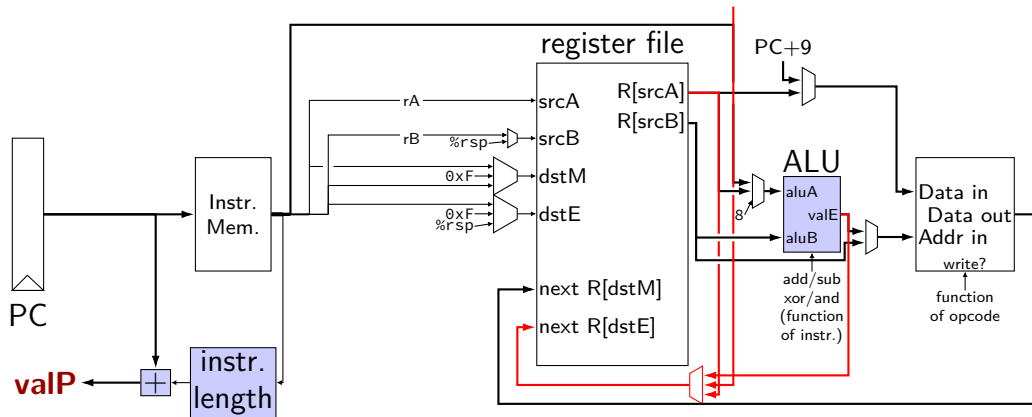 register file
PC+9
R[srcA]
rA
srcA
R[srcB]
rB
srcB
%rsp
ALU
0xF
dstM
Instr.
Mem.
aluA
Data in
dstE
0xF
8
valE
Data out
%rsp
aluB
Addr in
write?
add/sub
xor/and
(function
of instr.)
next R[dstM]
function
of opcode
PC
next R[dstE]
instr.
length
valP
+